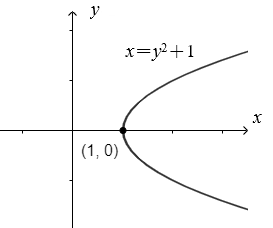 y
x=y²+1
x
(1, 0)